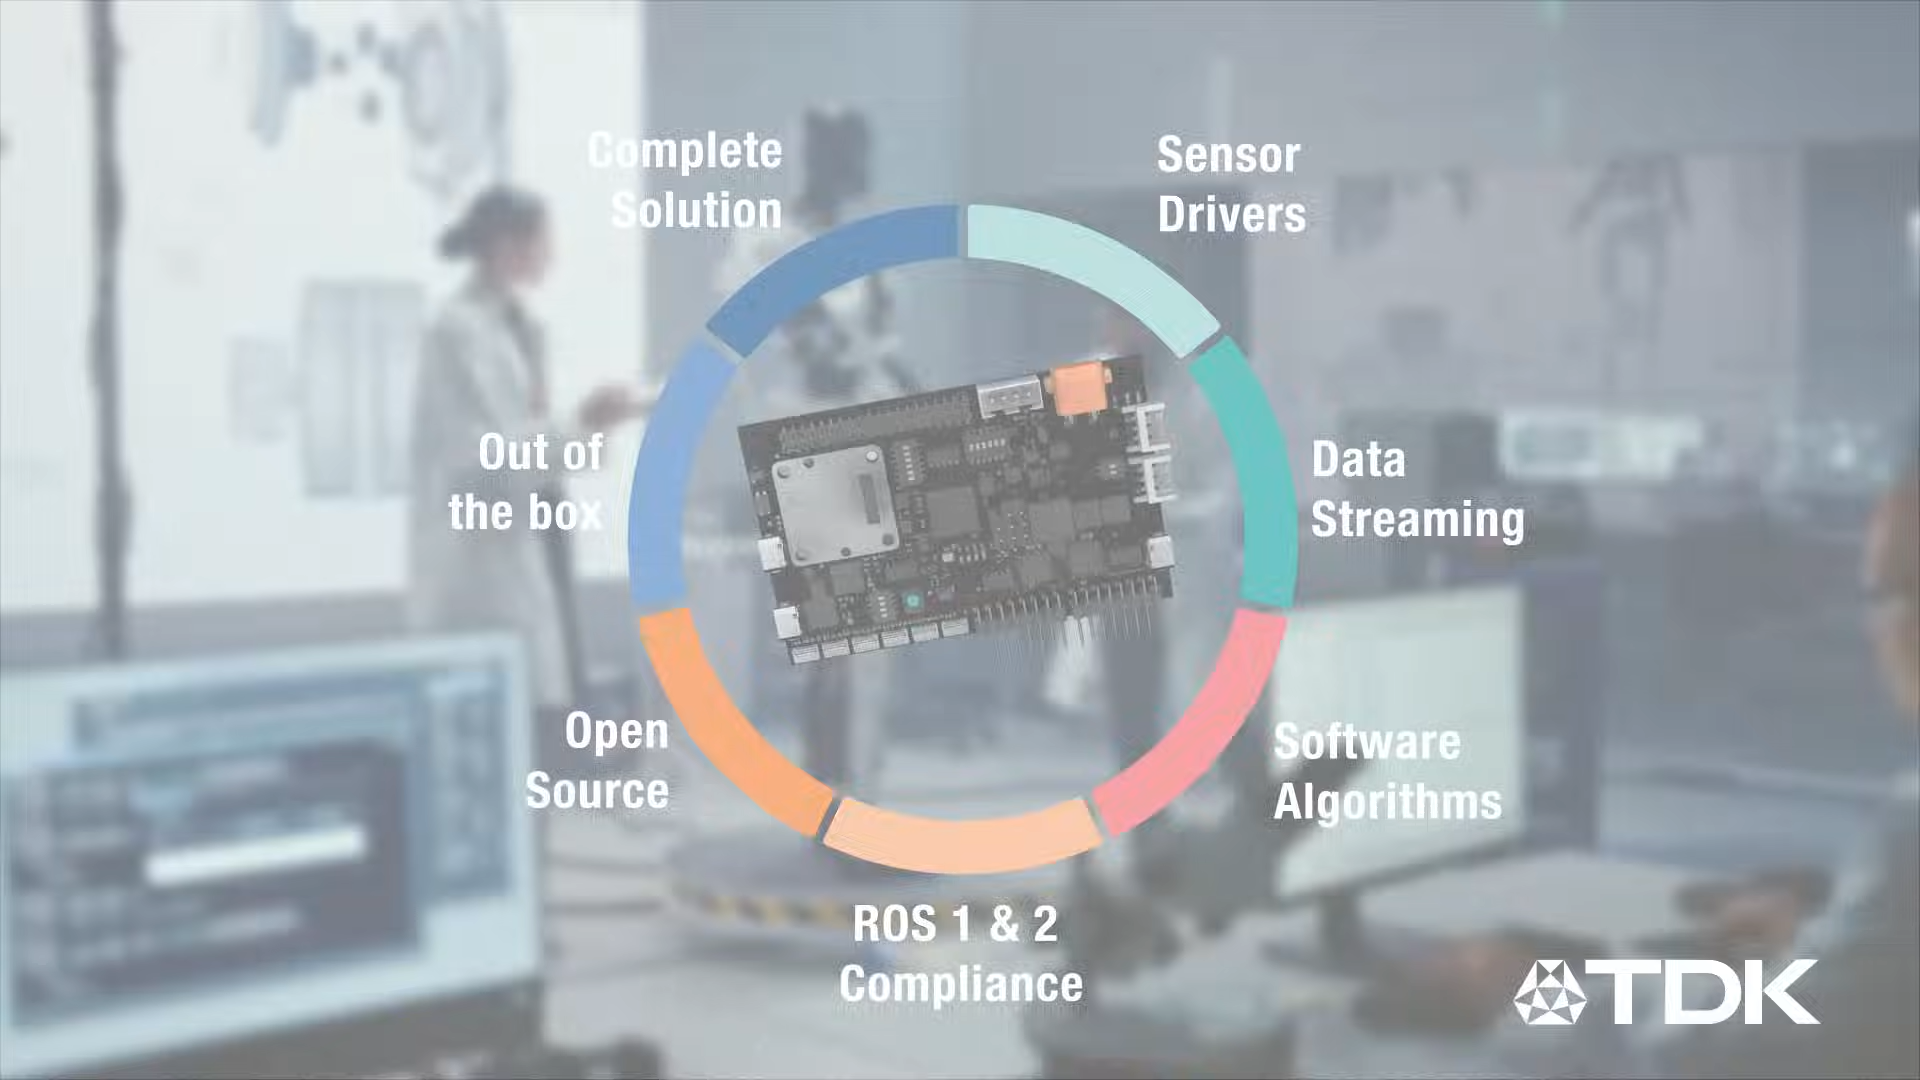 Complete
Solution
Sensor
Drivers
Out of
the box
Data
Streaming
Open
Source
Software
Algorithms
ROS 1 & 2
Compliance
TDK